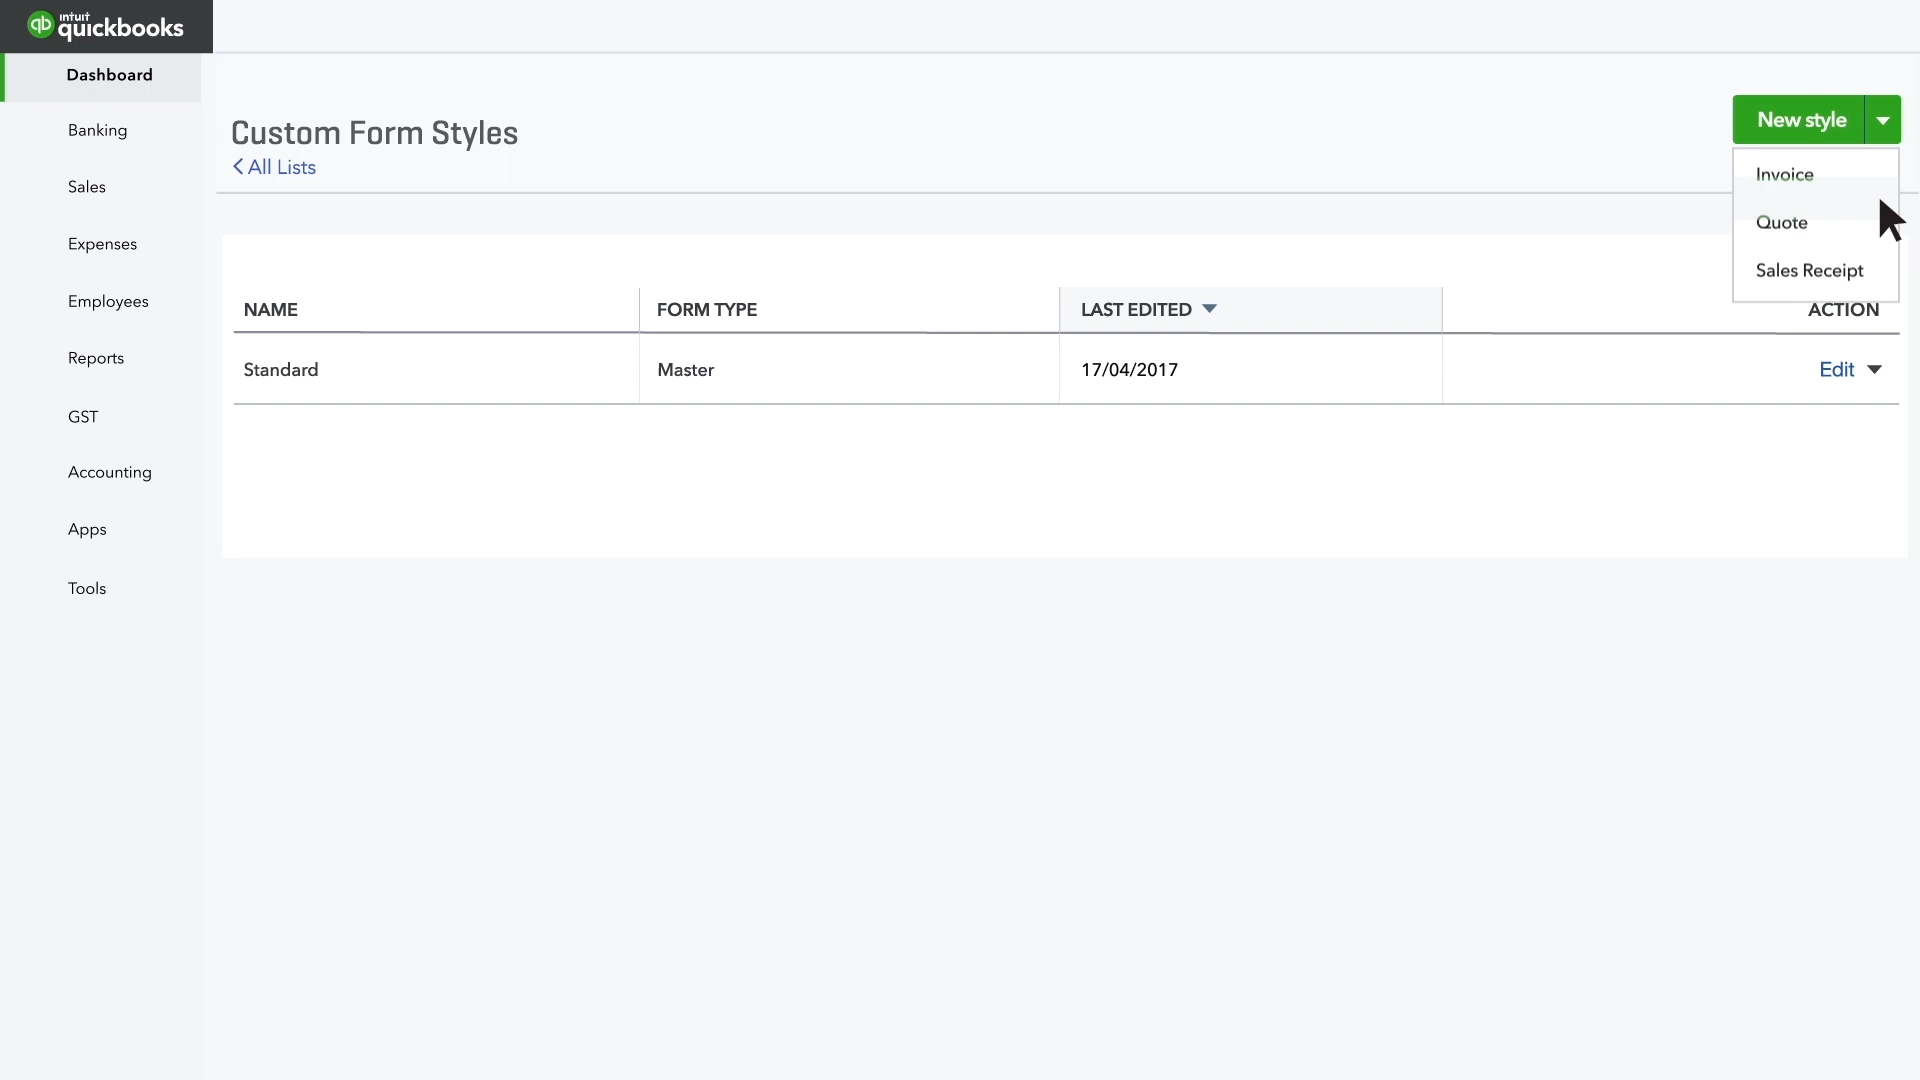 intuit
quickbooks
Dashboard
Banking
Sales
Expenses
Employees
Reports
GST
Accounting
Apps
Tools
Custom Form Styles
All Lists
New style
Invoice
Quote
Sales Receipt
NAME FORM TYPE LAST EDITED ACTION
Standard Master 17/04/2017 Edit